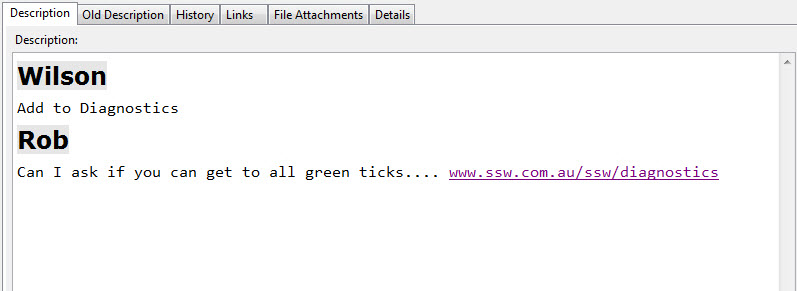 Description Old Description History Links File Attachments Details
Description:
Wilson
Add to Diagnostics
Rob
Can I ask if you can get to all green ticks.... www.ssw.com.au/ssw/diagnostics